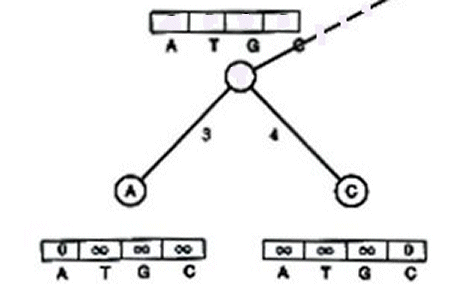 A T G C
3 4
A C
0 ∞ ∞ ∞ ∞ ∞ ∞ 0
A T G C A T G C